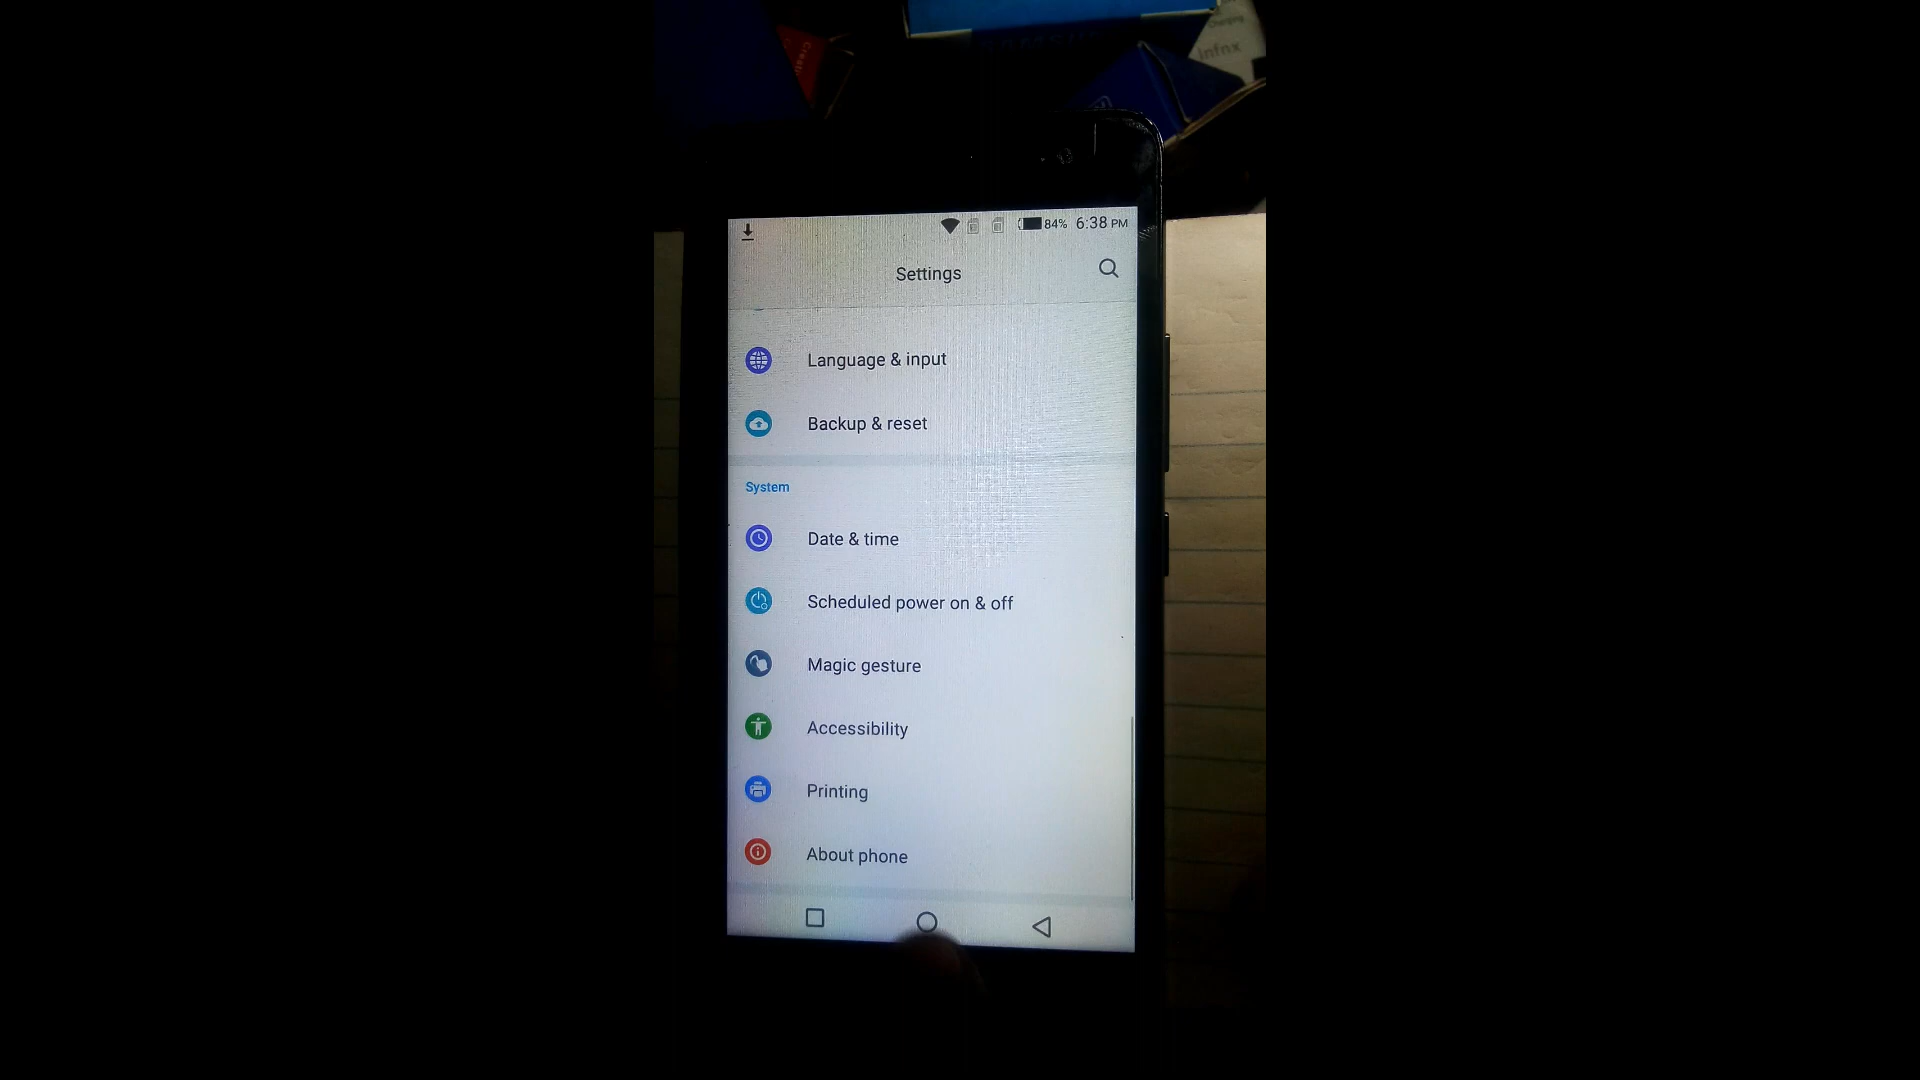 Infnx
84% 6:38 PM
Settings
Language & input
Backup & reset
System
Date & time
Scheduled power on & off
Magic gesture
Accessibility
Printing
About phone